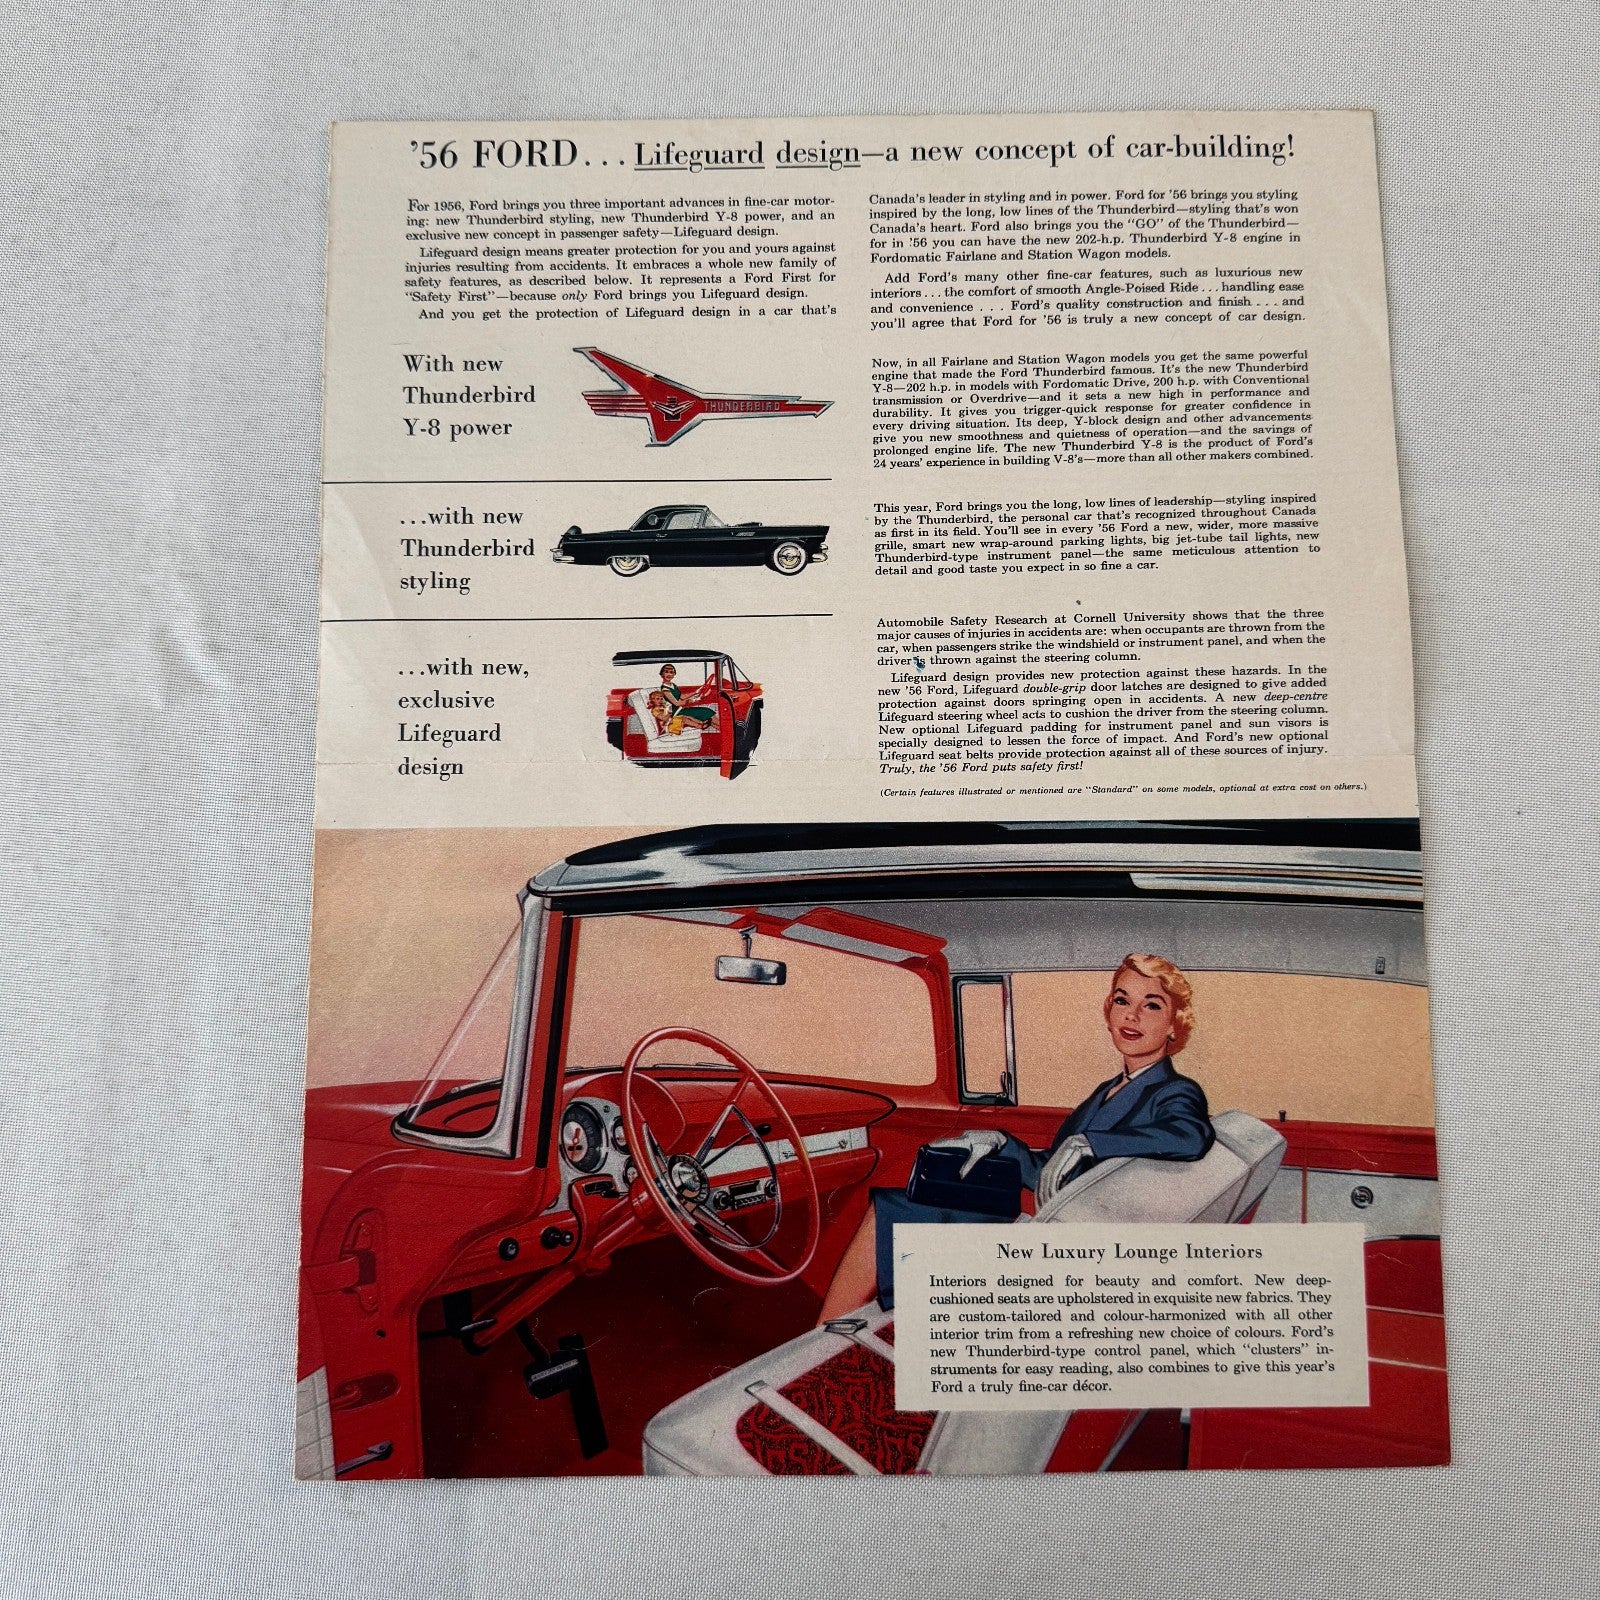 '56 FORD... Lifeguard design—a new concept of car-building!
For 1956, Ford brings you three important advances in fine-car motor-
ing: new Thunderbird styling, new Thunderbird Y-8 power, and an
exclusive new concept in passenger safety—Lifeguard design.
Lifeguard design means greater protection for you and yours against
injuries resulting from accidents. It embraces a whole new family of
safety features, as described below. It represents a Ford First for
"Safety First"—because only Ford brings you Lifeguard design.
And you get the protection of Lifeguard design in a car that's
Canada's leader in styling and in power. Ford for '56 brings you styling
inspired by the long, low lines of the Thunderbird—styling that's won
Canada's heart. Ford also brings you the "GO" of the Thunderbird—
for in '56 you can have the new 202-h.p. Thunderbird Y-8 engine in
Fordomatic Fairlane and Station Wagon models.
Add Ford's many other fine-car features, such as luxurious new
interiors...the comfort of smooth Angle-Poised Ride...handling ease
and convenience . . . Ford's quality construction and finish . . . and
you'll agree that Ford for '56 is truly a new concept of car design.
With new
Thunderbird
Y-8 power
THUNDERBIRD
Now, in all Fairlane and Station Wagon models you get the same powerful
engine that made the Ford Thunderbird famous. It's the new Thunderbird
Y-8—202 h.p. in models with Fordomatic Drive, 200 h.p. with Conventional
transmission or Overdrive—and it sets a new high in performance and
durability. It gives you trigger-quick response for greater confidence in
every driving situation. Its deep, Y-block design and other advancements
give you new smoothness and quietness of operation—and the savings of
prolonged engine life. The new Thunderbird Y-8 is the product of Ford's
24 years' experience in building V-8's—more than all other makers combined.
...with new
Thunderbird
styling
This year, Ford brings you the long, low lines of leadership—styling inspired
by the Thunderbird, the personal car that's recognized throughout Canada
as first in its field. You'll see in every '56 Ford a new, wider, more massive
grille, smart new wrap-around parking lights, big jet-tube tail lights, new
Thunderbird-type instrument panel—the same meticulous attention to
detail and good taste you expect in so fine a car.
...with new,
exclusive
Lifeguard
design
Automobile Safety Research at Cornell University shows that the three
major causes of injuries in accidents are: when occupants are thrown from the
car, when passengers strike the windshield or instrument panel, and when the
driver is thrown against the steering column.
Lifeguard design provides new protection against these hazards. In the
new '56 Ford, Lifeguard double-grip door latches are designed to give added
protection against doors springing open in accidents. A new deep-centre
Lifeguard steering wheel acts to cushion the driver from the steering column.
New optional Lifeguard padding for instrument panel and sun visors is
specially designed to lessen the force of impact. And Ford's new optional
Lifeguard seat belts provide protection against all of these sources of injury.
Truly, the '56 Ford puts safety first!
(Certain features illustrated or mentioned are "Standard" on some models, optional at extra cost on others.)
New Luxury Lounge Interiors
Interiors designed for beauty and comfort. New deep-
cushioned seats are upholstered in exquisite new fabrics. They
are custom-tailored and colour-harmonized with all other
interior trim from a refreshing new choice of colours. Ford's
new Thunderbird-type control panel, which "clusters" in-
struments for easy reading, also combines to give this year's
Ford a truly fine-car décor.